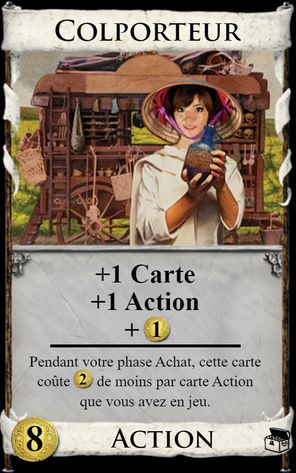 COLPORTEUR
+1 Carte
+1 Action
+ 1
Pendant votre phase Achat, cette carte
coûte 2 de moins par carte Action
que vous avez en jeu.
8 ACTION